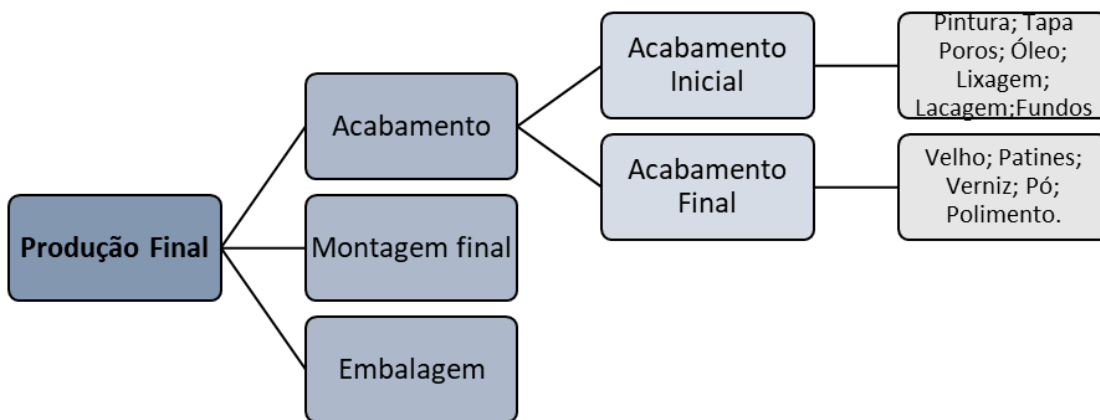 Produção Final
Acabamento
Montagem final
Embalagem
Acabamento
Inicial
Acabamento
Final
Pintura; Tapa
Poros; Óleo;
Lixagem;
Lacagem;Fundos
Velho; Patines;
Verniz; Pó;
Polimento.